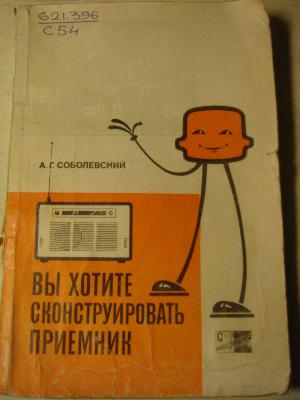 621.396
С54
А. Г. СОБОЛЕВСКИЙ
ВЫ ХОТИТЕ
СКОНСТРУИРОВАТЬ
ПРИЕМНИК
С